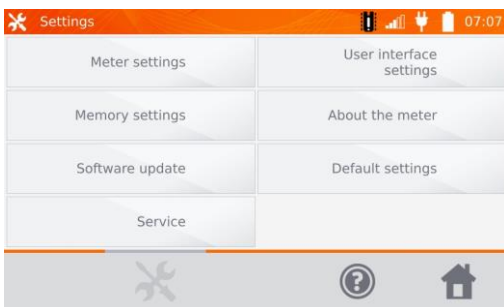 Settings
07:07
Meter settings
User interface
settings
Memory settings
About the meter
Software update
Default settings
Service